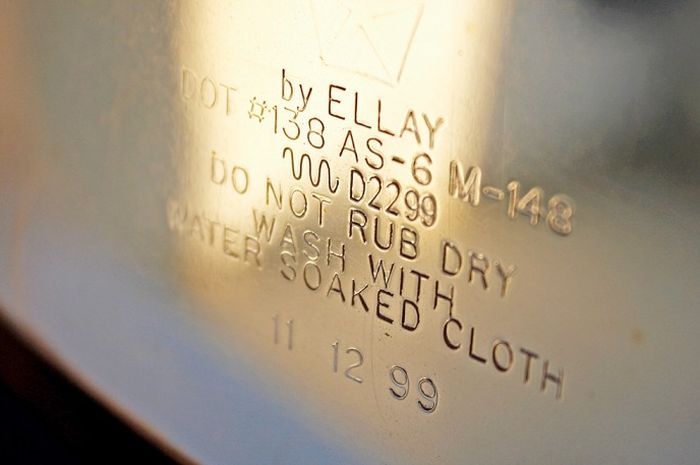 by ELLAY
DOT #138 AS-6 M-148
D2299
DO NOT RUB DRY
WASH WITH
WATER SOAKED CLOTH
11 12 99